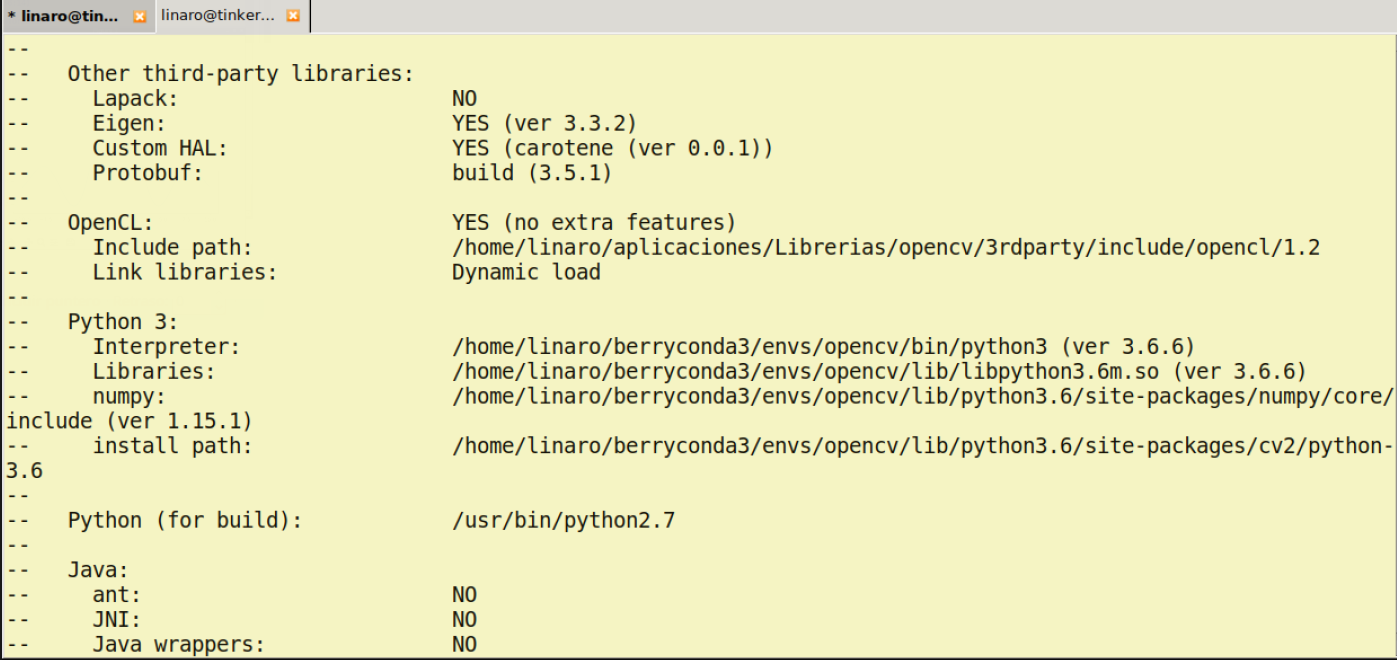 * linaro@tin... linaro@tinker...
--
-- Other third-party libraries:
-- Lapack: NO
-- Eigen: YES (ver 3.3.2)
-- Custom HAL: YES (carotene (ver 0.0.1))
-- Protobuf: build (3.5.1)
--
-- OpenCL: YES (no extra features)
-- Include path: /home/linaro/aplicaciones/Librerias/opencv/3rdparty/include/opencl/1.2
-- Link libraries: Dynamic load
--
-- Python 3:
-- Interpreter: /home/linaro/berryconda3/envs/opencv/bin/python3 (ver 3.6.6)
-- Libraries: /home/linaro/berryconda3/envs/opencv/lib/libpython3.6m.so (ver 3.6.6)
-- numpy: /home/linaro/berryconda3/envs/opencv/lib/python3.6/site-packages/numpy/core/
include (ver 1.15.1)
-- install path: /home/linaro/berryconda3/envs/opencv/lib/python3.6/site-packages/cv2/python-
3.6
--
-- Python (for build): /usr/bin/python2.7
--
-- Java:
-- ant: NO
-- JNI: NO
-- Java wrappers: NO